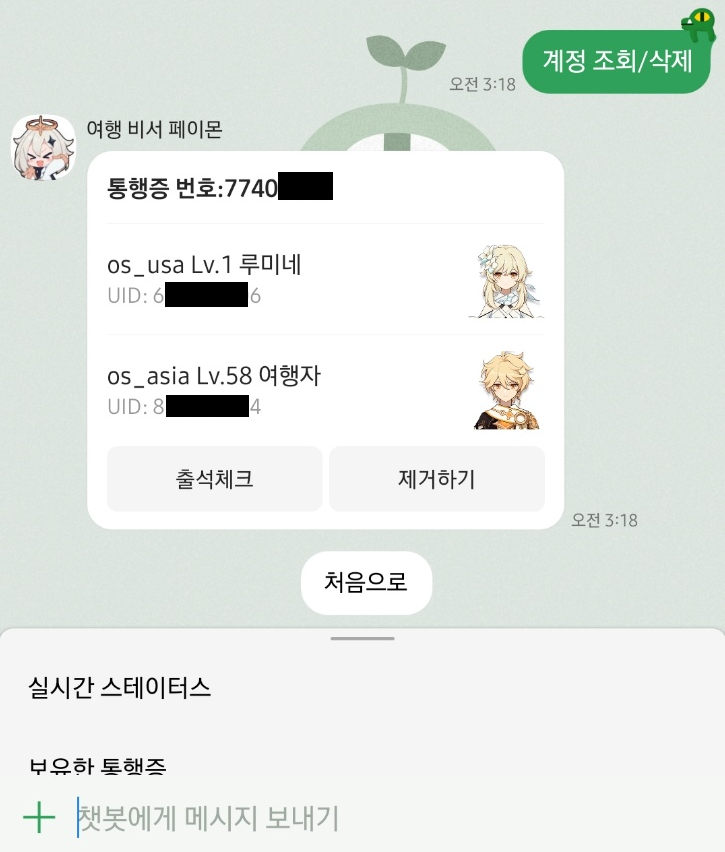 계정 조회/삭제
오전 3:18
여행 비서 페이몬
통행증 번호:7740
os_usa Lv.1 루미네
UID: 6 6
os_asia Lv.58 여행자
UID: 8 4
출석체크 제거하기
오전 3:18
처음으로
실시간 스테이터스
보유한 통행증
챗봇에게 메시지 보내기